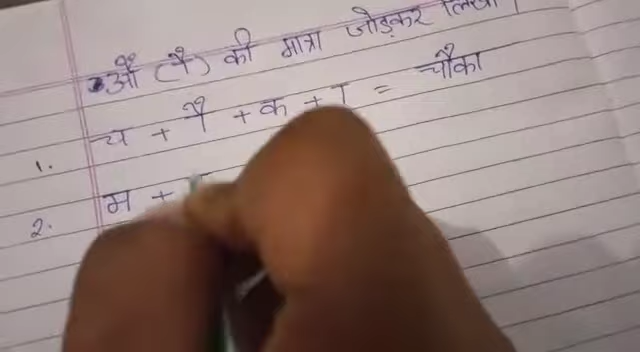 औ (ौ) की मात्रा जोड़कर लिखो।
1. च + ौ + क + ा = चौका
2. म +